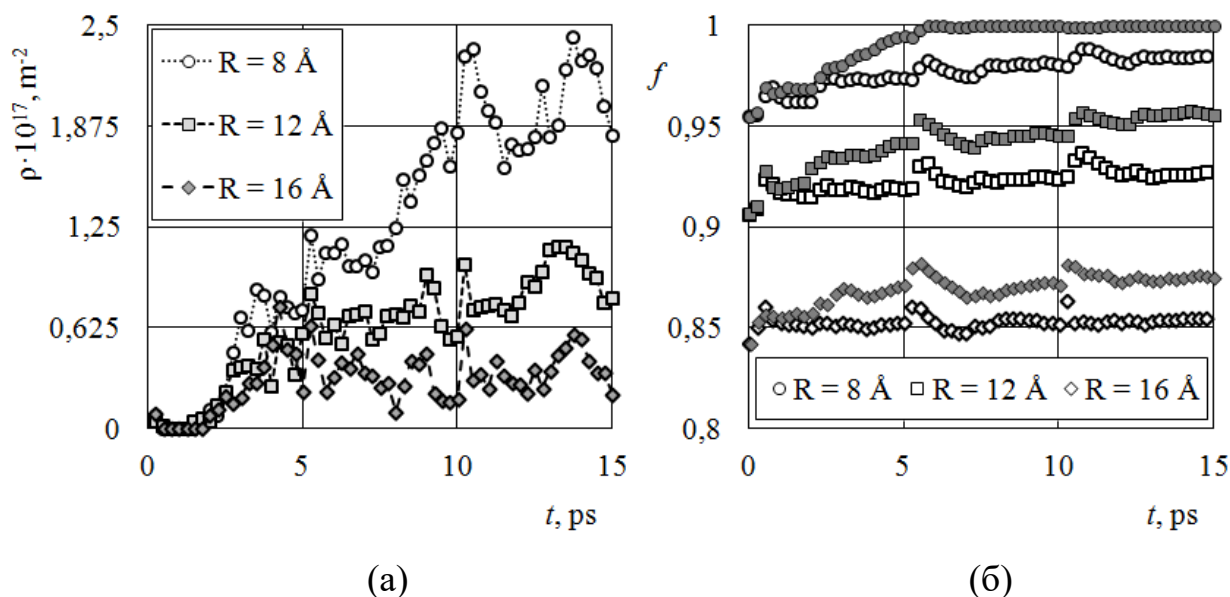 ρ·10¹⁷, m⁻²
2,5
1,875
1,25
0,625
0
R = 8 Å
R = 12 Å
R = 16 Å
0 5 10 15
t, ps
(а)
f
1
0,95
0,9
0,85
0,8
R = 8 Å R = 12 Å R = 16 Å
0 5 10 15
t, ps
(б)